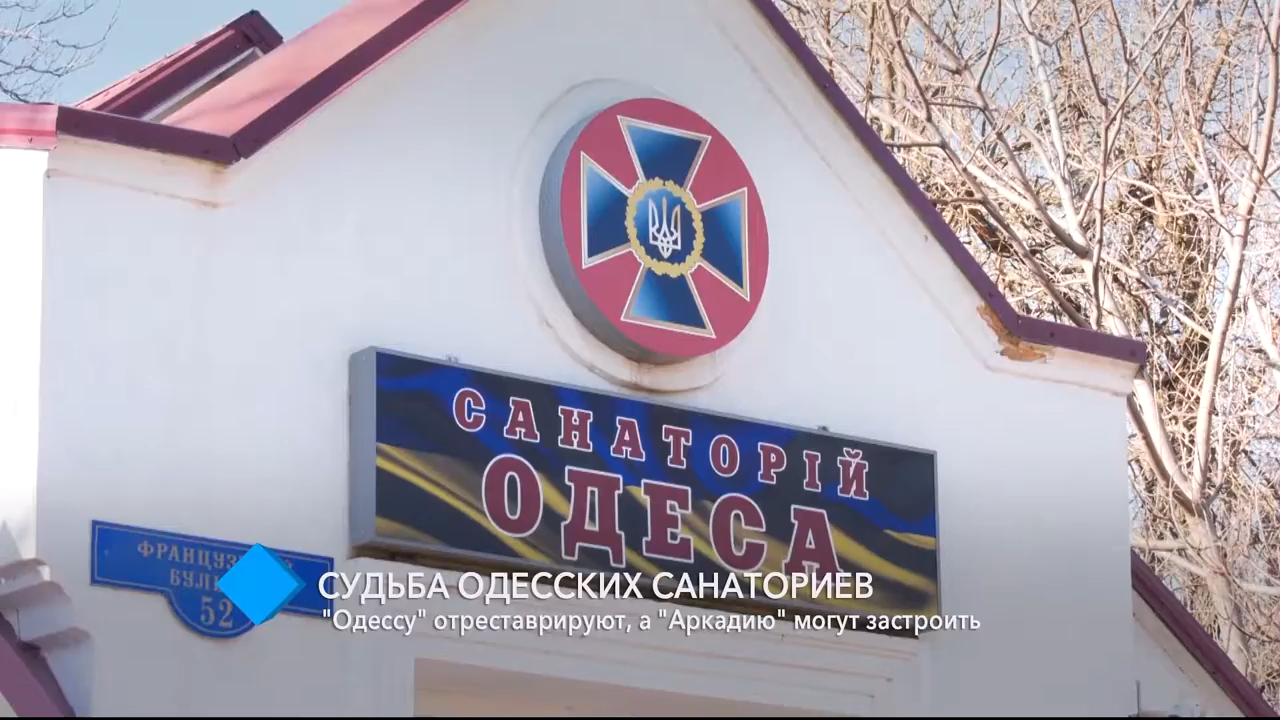 САНАТОРІЙ
ОДЕСА
52
СУДЬБА ОДЕССКИХ САНАТОРИЕВ
"Одессу" отреставрируют, а "Аркадию" могут застроить